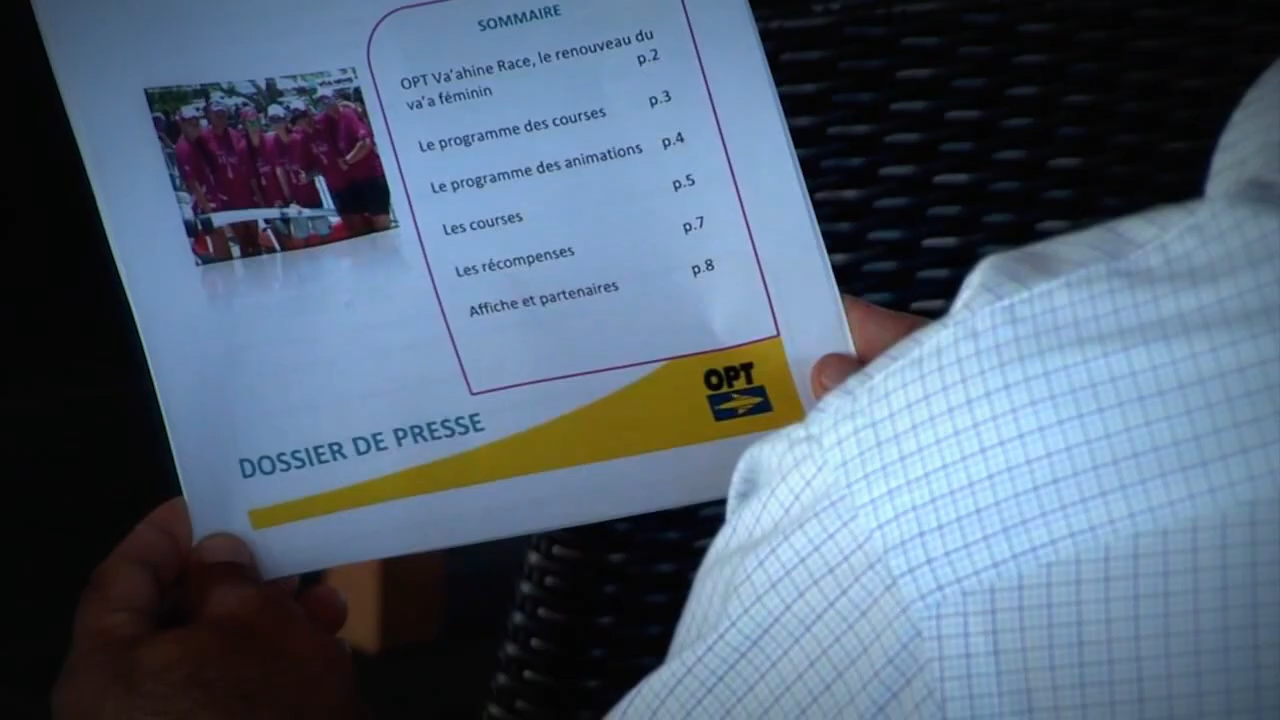 SOMMAIRE
OPT Va'ahine Race, le renouveau du
va'a féminin p.2
Le programme des courses p.3
Le programme des animations p.4
Les courses p.5
Les récompenses p.7
Affiche et partenaires p.8
OPT
DOSSIER DE PRESSE